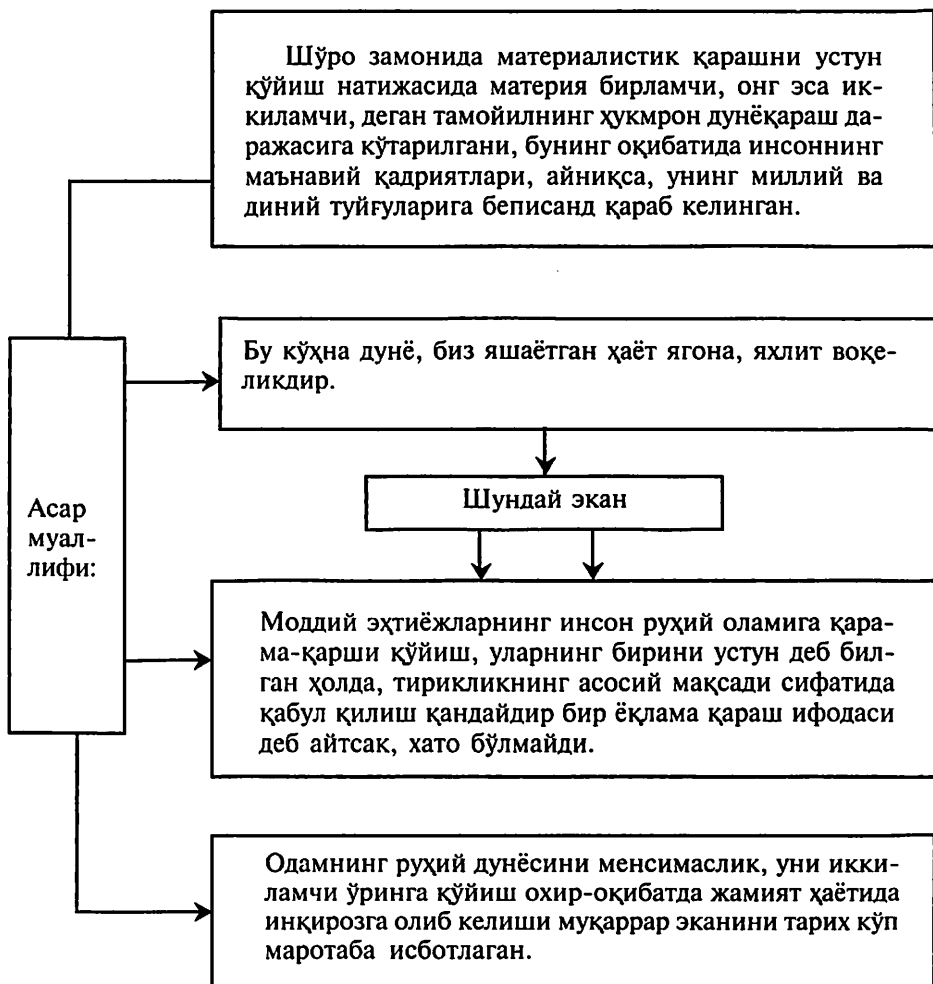 Шўро замонида материалистик қарашни устун
қўйиш натижасида материя бирламчи, онг эса ик-
киламчи, деган тамойилнинг ҳукмрон дунёқараш да-
ражасига кўтарилгани, бунинг оқибатида инсоннинг
маънавий қадриятлари, айниқса, унинг миллий ва
диний туйғуларига беписанд қараб келинган.
Бу кўҳна дунё, биз яшаётган ҳаёт ягона, яхлит воқе-
ликдир.
Шундай экан
Асар
муал-
лифи:
Моддий эҳтиёжларнинг инсон руҳий оламига қара-
ма-қарши қўйиш, уларнинг бирини устун деб бил-
ган ҳолда, тирикликнинг асосий мақсади сифатида
қабул қилиш қандайдир бир ёқлама қараш ифодаси
деб айтсак, хато бўлмайди.
Одамнинг руҳий дунёсини менсимаслик, уни икки-
ламчи ўринга қўйиш охир-оқибатда жамият ҳаётида
инқирозга олиб келиши муқаррар эканини тарих кўп
маротаба исботлаган.